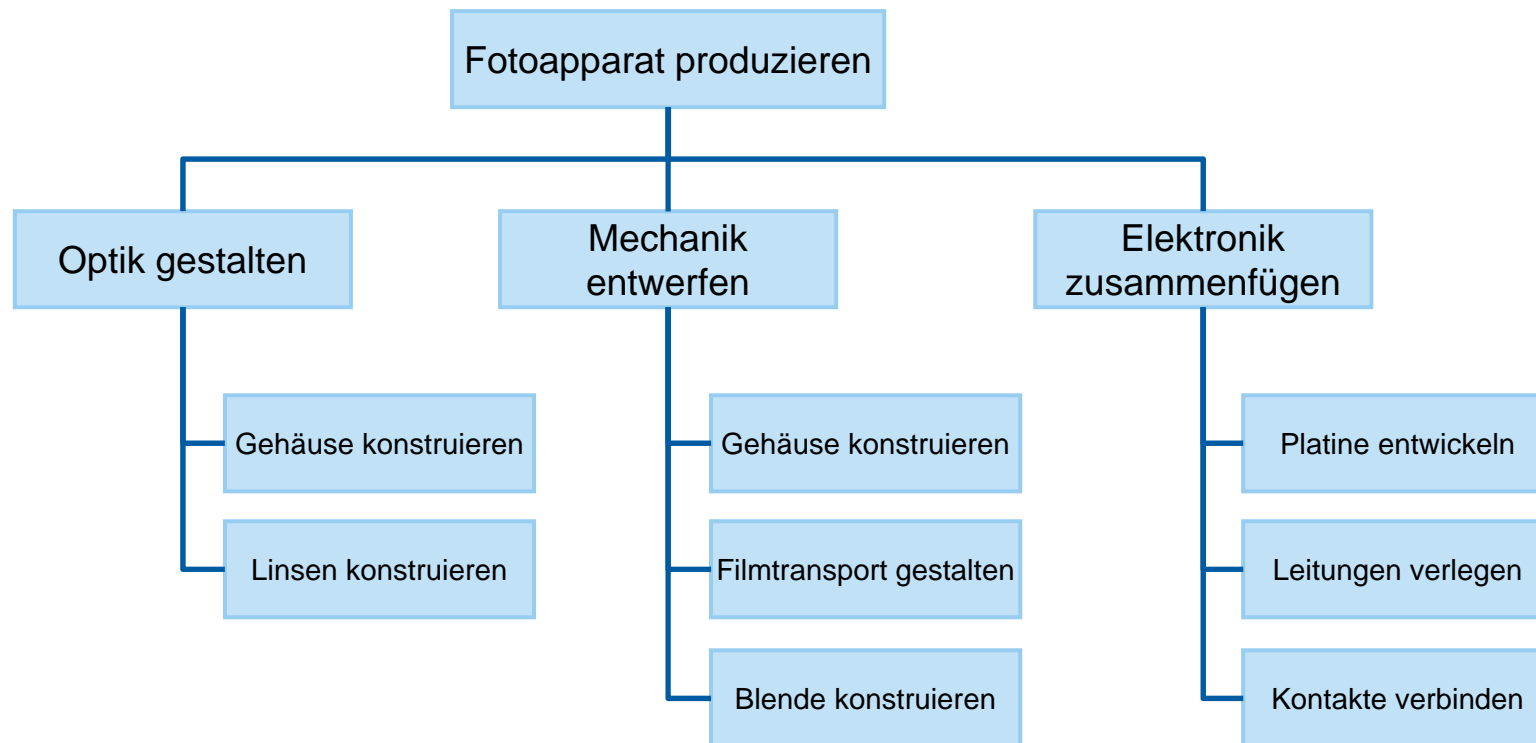 Fotoapparat produzieren
Optik gestalten
Mechanik
entwerfen
Elektronik
zusammenfügen
Gehäuse konstruieren
Linsen konstruieren
Gehäuse konstruieren
Filmtransport gestalten
Blende konstruieren
Platine entwickeln
Leitungen verlegen
Kontakte verbinden